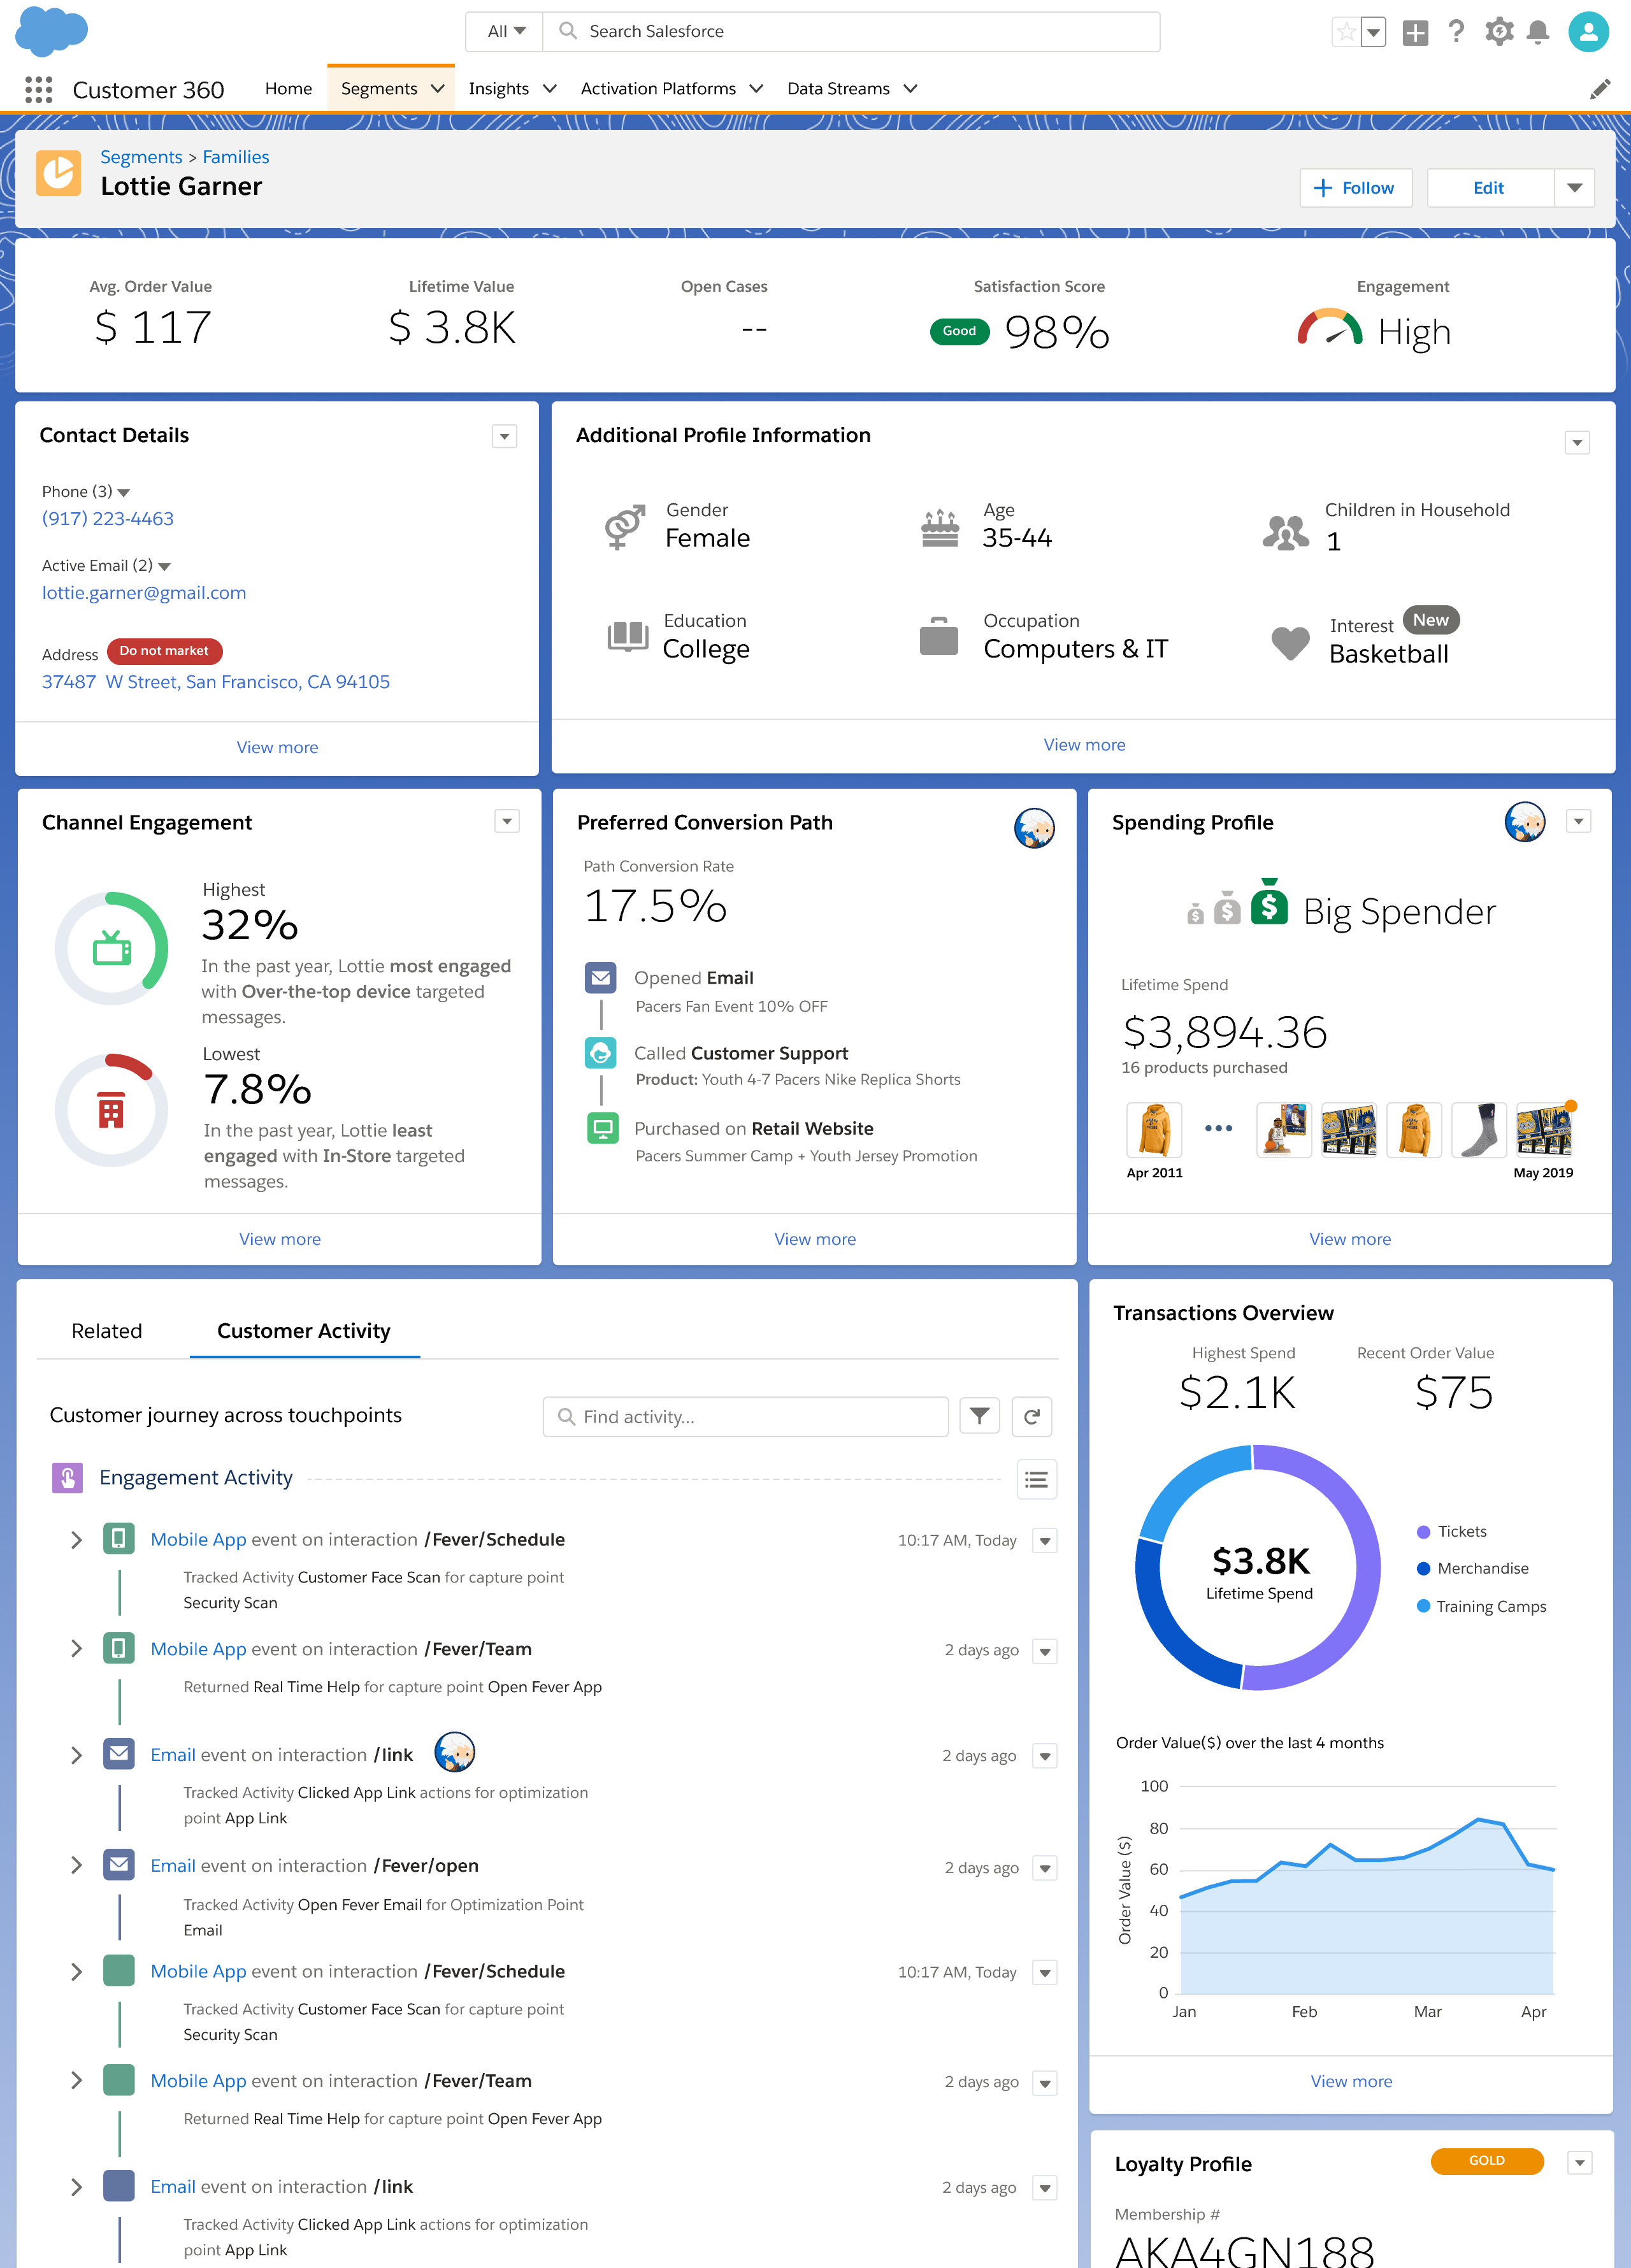 All
Search Salesforce
Customer 360
Home
Segments
Insights
Activation Platforms
Data Streams
Segments > Families
Lottie Garner
Follow
Edit
Avg. Order Value
$ 117
Lifetime Value
$ 3.8K
Open Cases
--
Satisfaction Score
Good 98%
Engagement
High
Contact Details
Phone (3)
(917) 223-4463
Active Email (2)
lottie.garner@gmail.com
Address Do not market
37487 W Street, San Francisco, CA 94105
View more
Additional Profile Information
Gender
Female
Age
35-44
Children in Household
1
Education
College
Occupation
Computers & IT
Interest New
Basketball
View more
Channel Engagement
Highest
32%
In the past year, Lottie most engaged
with Over-the-top device targeted
messages.
Lowest
7.8%
In the past year, Lottie least
engaged with In-Store targeted
messages.
View more
Preferred Conversion Path
Path Conversion Rate
17.5%
Opened Email
Pacers Fan Event 10% OFF
Called Customer Support
Product: Youth 4-7 Pacers Nike Replica Shorts
Purchased on Retail Website
Pacers Summer Camp + Youth Jersey Promotion
View more
Spending Profile
Big Spender
Lifetime Spend
$3,894.36
16 products purchased
Apr 2011
May 2019
View more
Related
Customer Activity
Customer journey across touchpoints
Find activity...
Engagement Activity
Mobile App event on interaction /Fever/Schedule
10:17 AM, Today
Tracked Activity Customer Face Scan for capture point
Security Scan
Mobile App event on interaction /Fever/Team
2 days ago
Returned Real Time Help for capture point Open Fever App
Email event on interaction /link
2 days ago
Tracked Activity Clicked App Link actions for optimization
point App Link
Email event on interaction /Fever/open
2 days ago
Tracked Activity Open Fever Email for Optimization Point
Email
Mobile App event on interaction /Fever/Schedule
10:17 AM, Today
Tracked Activity Customer Face Scan for capture point
Security Scan
Mobile App event on interaction /Fever/Team
2 days ago
Returned Real Time Help for capture point Open Fever App
Email event on interaction /link
2 days ago
Tracked Activity Clicked App Link actions for optimization
point App Link
Transactions Overview
Highest Spend
$2.1K
Recent Order Value
$75
$3.8K
Lifetime Spend
Tickets
Merchandise
Training Camps
Order Value($) over the last 4 months
Order Value ($)
100
80
60
40
20
0
Jan
Feb
Mar
Apr
View more
Loyalty Profile
GOLD
Membership #
AKA4GN188